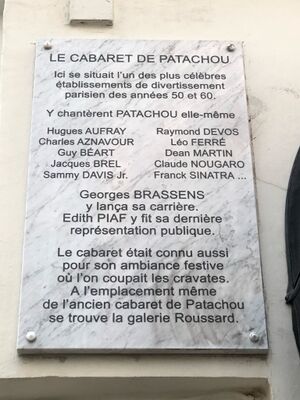 LE CABARET DE PATACHOU
Ici se situait l'un des plus célèbres
établissements de divertissement
parisien des années 50 et 60.
Y chantèrent PATACHOU elle-même
Hugues AUFRAY Raymond DEVOS
Charles AZNAVOUR Léo FERRÉ
Guy BÉART Dean MARTIN
Jacques BREL Claude NOUGARO
Sammy DAVIS Jr. Franck SINATRA ...
Georges BRASSENS
y lança sa carrière.
Edith PIAF y fit sa dernière
représentation publique.
Le cabaret était connu aussi
pour son ambiance festive
où l'on coupait les cravates.
A l'emplacement même
de l'ancien cabaret de Patachou
se trouve la galerie Roussard.